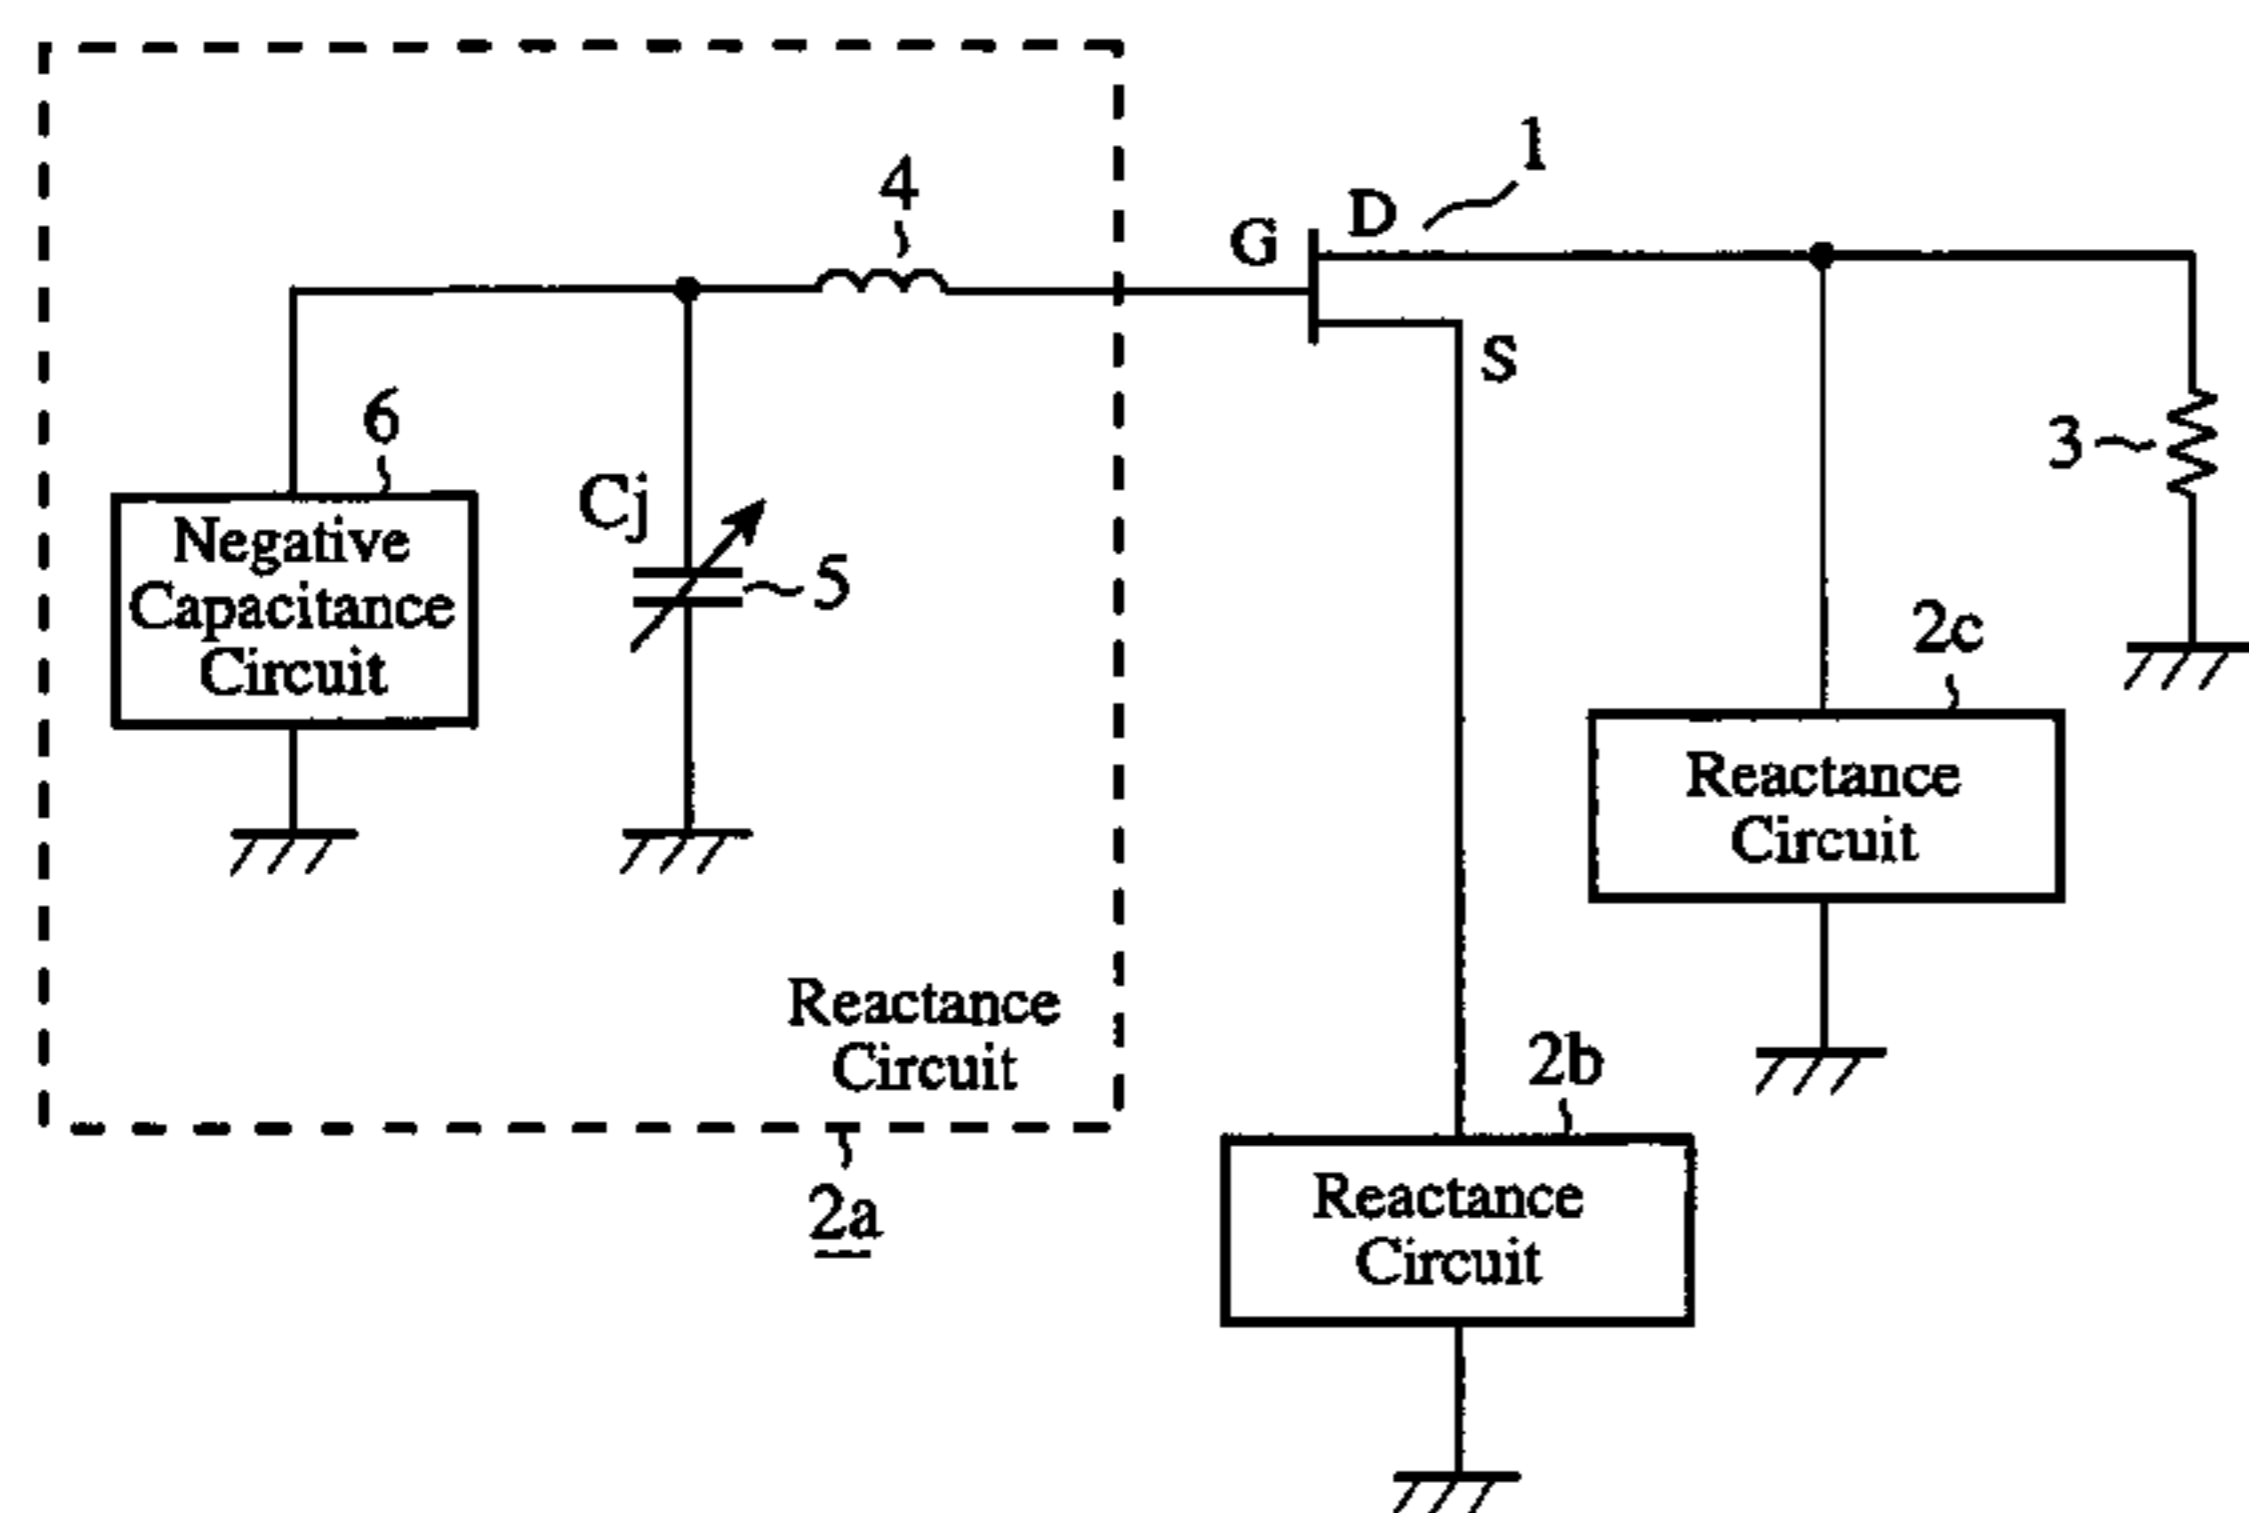 1
4
D
G
S
6
3
Cj
5
Negative
Capacitance
Circuit
2c
Reactance
Circuit
Reactance
Circuit
2b
2a
Reactance
Circuit